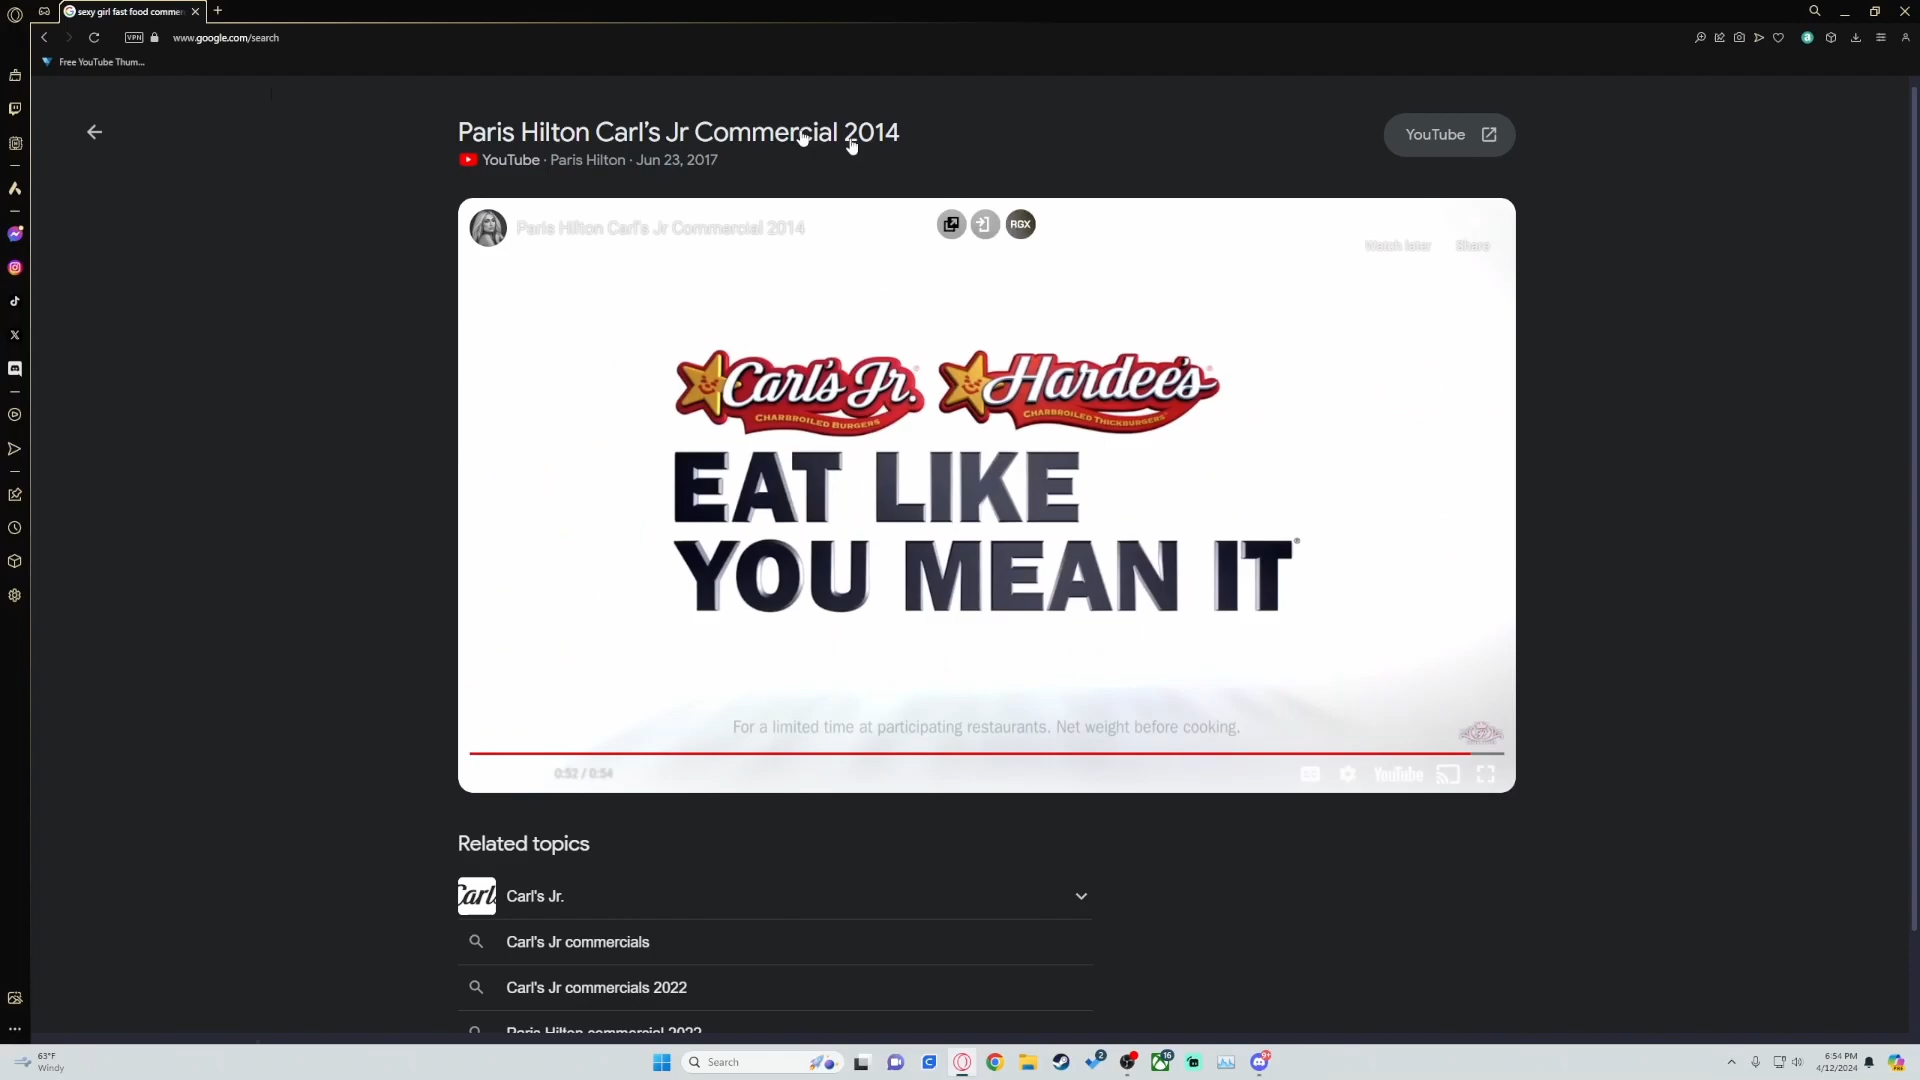 sexy girl fast food commer
VPN
www.google.com/search
Free YouTube Thum...
Paris Hilton Carl's Jr Commercial 2014
YouTube · Paris Hilton · Jun 23, 2017
YouTube
Paris Hilton Carl's Jr Commercial 2014
RGX
Watch later
Share
Carl's Jr.
CHARBROILED BURGERS
Hardee's
CHARBROILED THICKBURGERS
EAT LIKE
YOU MEAN IT®
For a limited time at participating restaurants. Net weight before cooking.
0:52 / 0:54
YouTube
Related topics
Carl's Jr.
Carl's Jr commercials
Carl's Jr commercials 2022
Paris Hilton commercial 2022
63°F
Windy
Search
2
16
9+
6:54 PM
4/12/2024